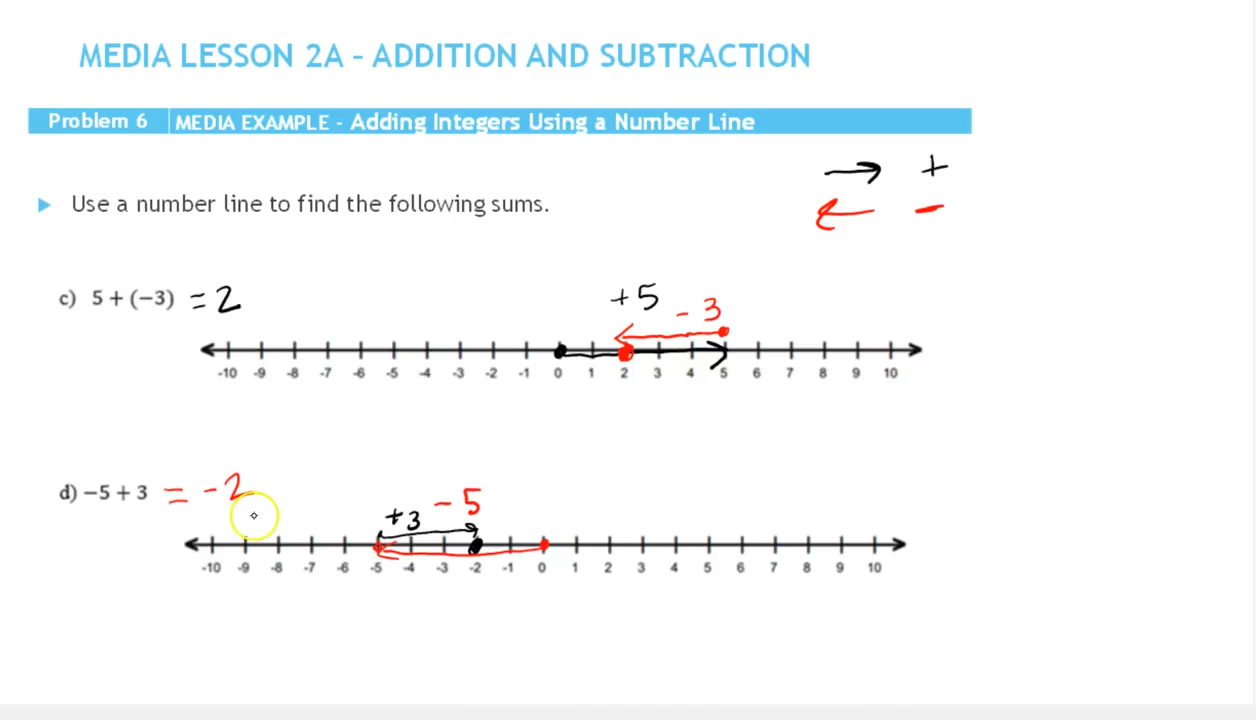 MEDIA LESSON 2A – ADDITION AND SUBTRACTION
Problem 6 MEDIA EXAMPLE - Adding Integers Using a Number Line
→ +
Use a number line to find the following sums.
← -
c) 5 + (−3) = 2
+5
- 3
-10 -9 -8 -7 -6 -5 -4 -3 -2 -1 0 1 2 3 4 5 6 7 8 9 10
d) −5 + 3 = -2
- 5
+3
-10 -9 -8 -7 -6 -5 -4 -3 -2 -1 0 1 2 3 4 5 6 7 8 9 10